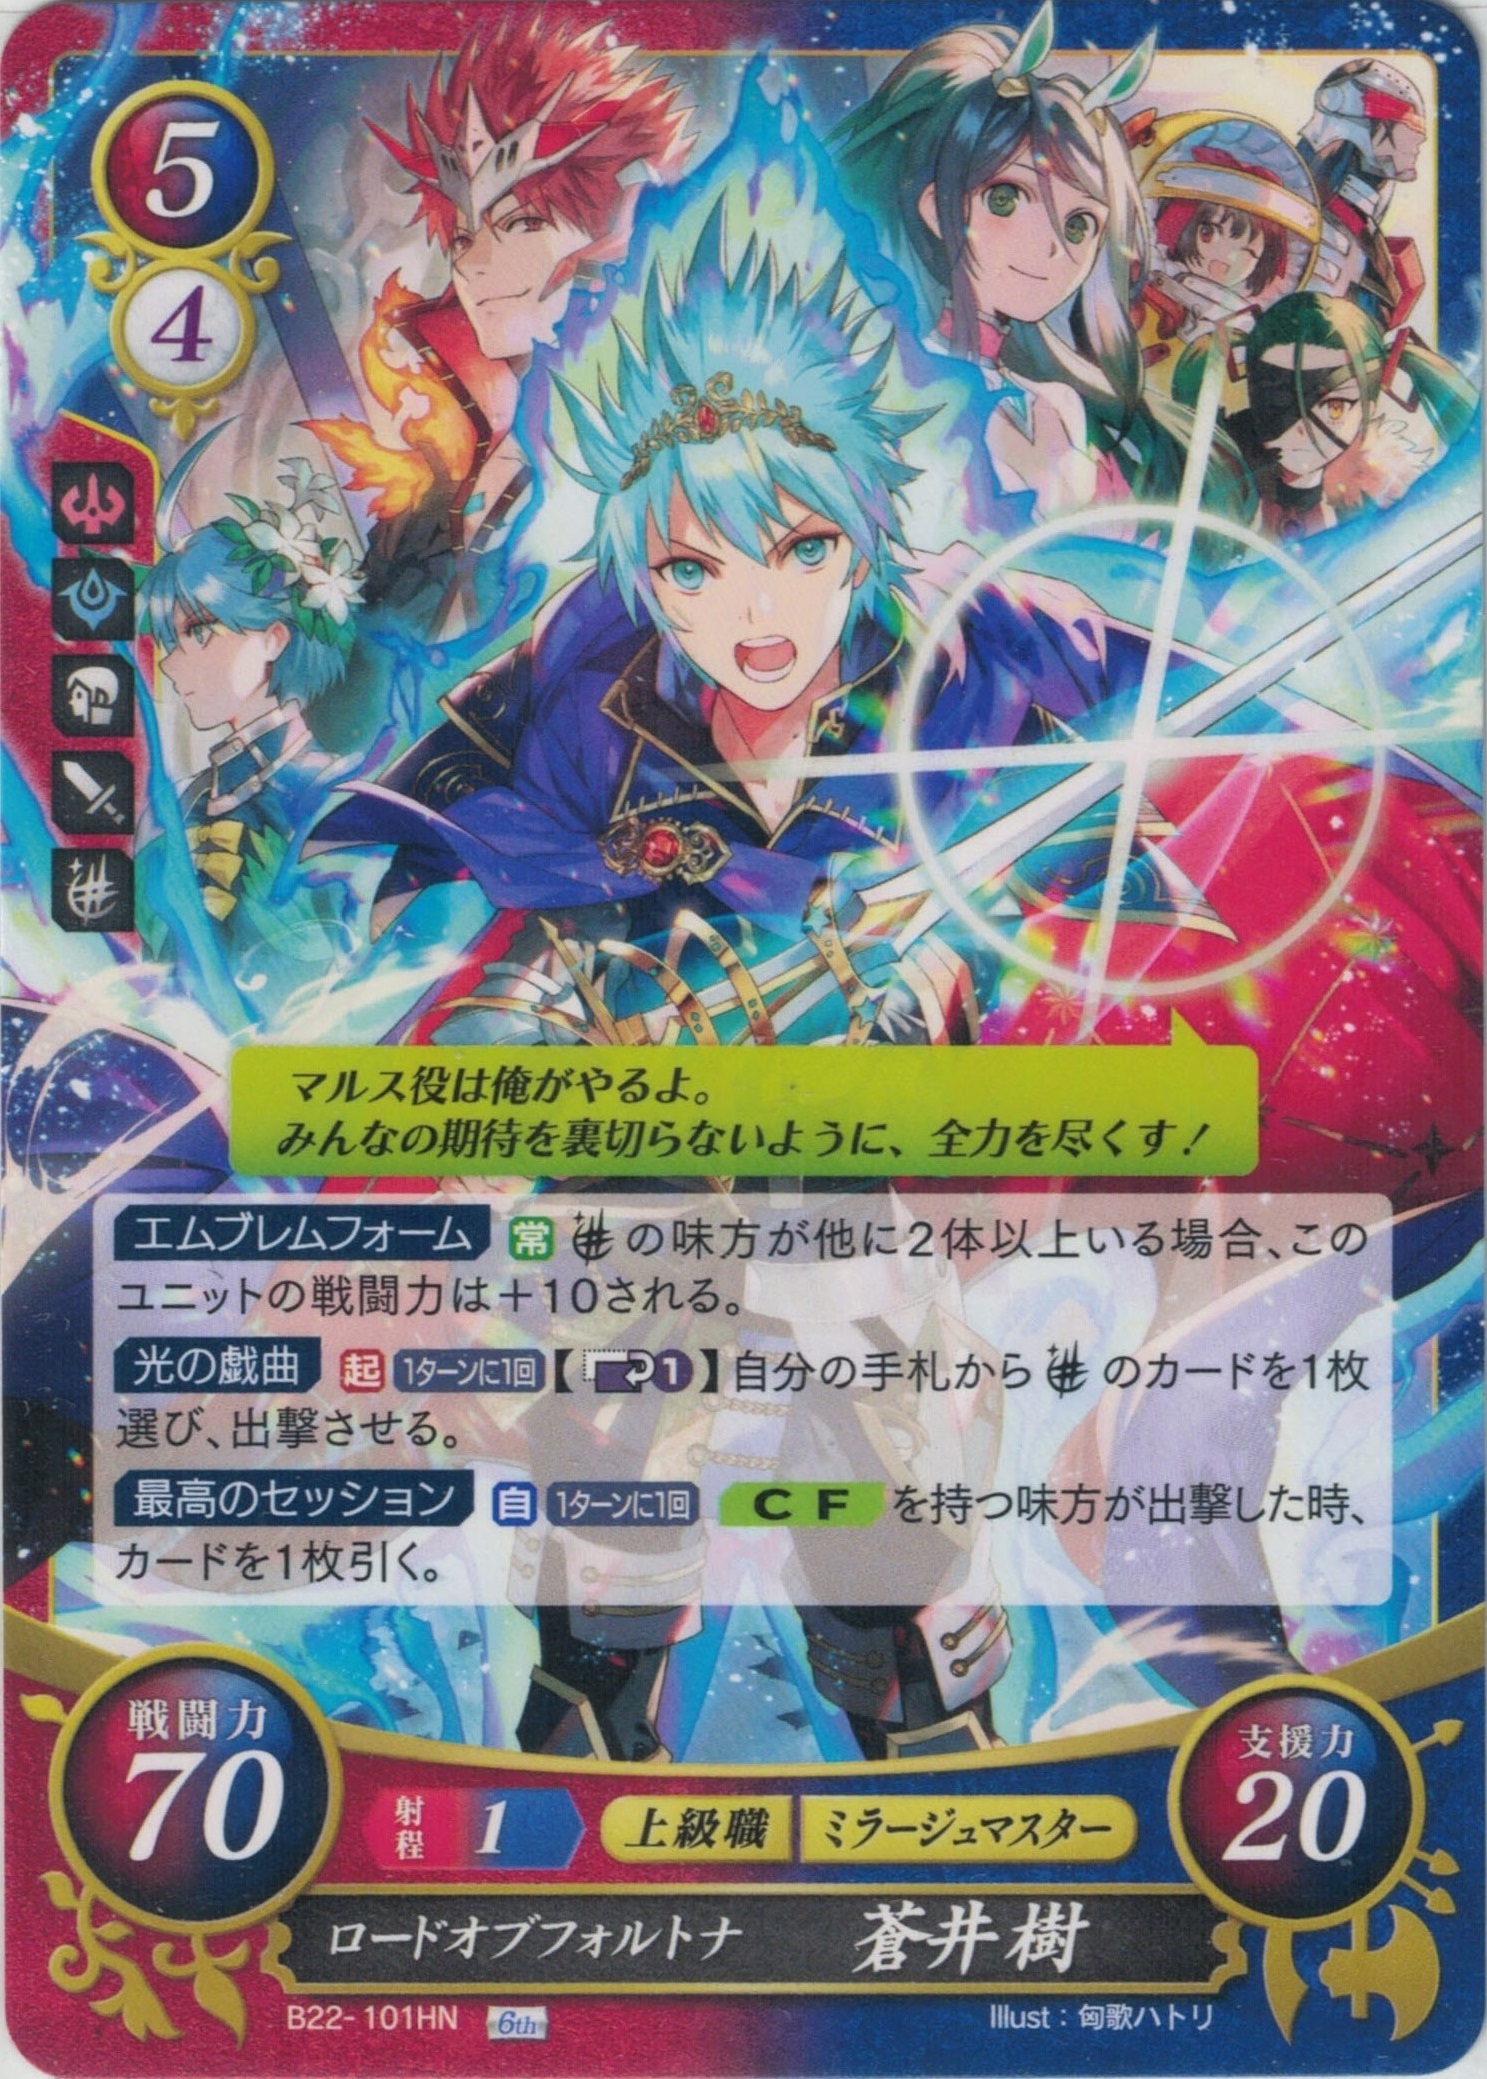 5
4
マルス役は俺がやるよ。
みんなの期待を裏切らないように、全力を尽くす!
エムブレムフォーム 常 の味方が他に2体以上いる場合、この
ユニットの戦闘力は+10される。
光の戯曲 起 1ターンに1回 【 1】自分の手札から のカードを1枚
選び、出撃させる。
最高のセッション 自 1ターンに1回 CF を持つ味方が出撃した時、
カードを1枚引く。
戦闘力
70
射程 1
上級職 ミラージュマスター
支援力
20
ロードオブフォルトナ 蒼井樹
B22-101HN 6th
Illust:匈歌ハトリ